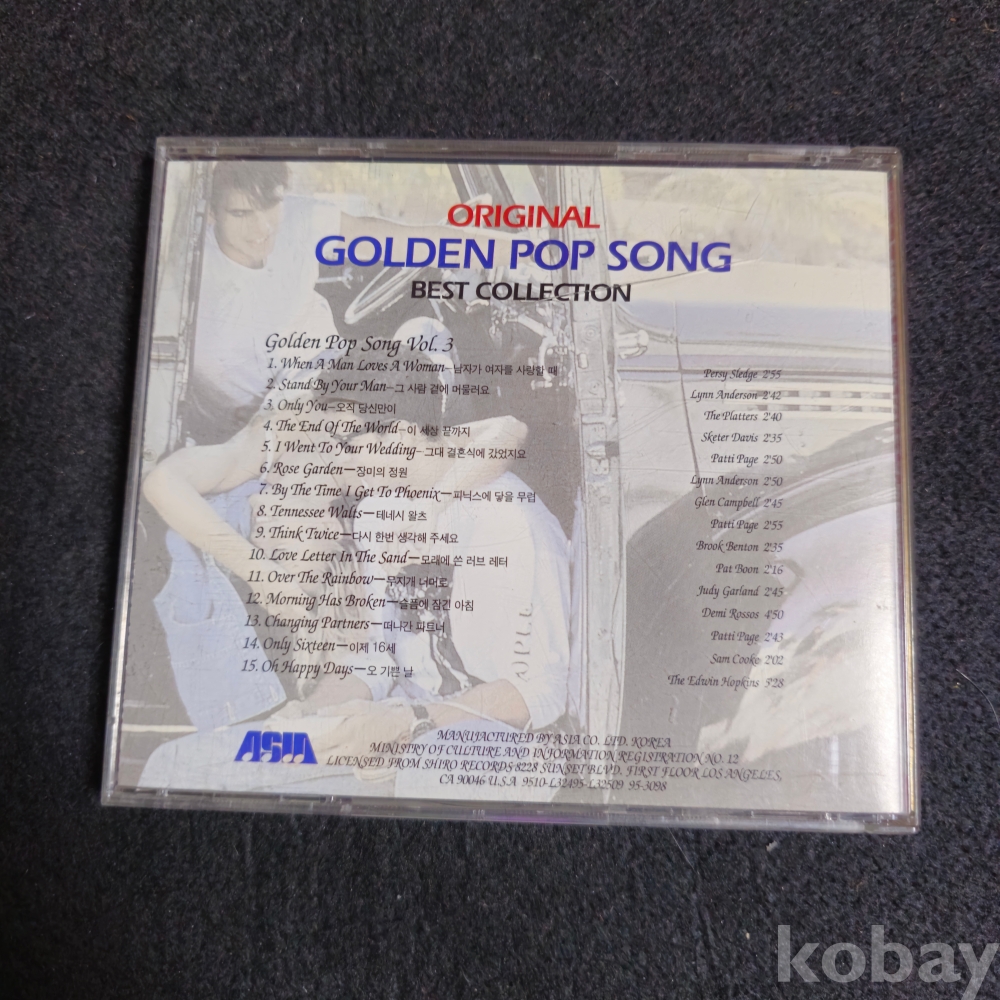 ORIGINAL
GOLDEN POP SONG
BEST COLLECTION
Golden Pop Song Vol. 3
1. When A Man Loves A Woman—남자가 여자를 사랑할 때 Persy Sledge 2'55
2. Stand By Your Man—그 사람 곁에 머물러요 Lynn Anderson 2'42
3. Only You—오직 당신만이 The Platters 2'40
4. The End Of The World—이 세상 끝까지 Sketer Davis 2'35
5. I Went To Your Wedding—그대 결혼식에 갔었지요 Patti Page 2'50
6. Rose Garden—장미의 정원 Lynn Anderson 2'50
7. By The Time I Get To Phoenix—피닉스에 닿을 무렵 Glen Campbell 2'45
8. Tennessee Walts—테네시 왈츠 Patti Page 2'55
9. Think Twice—다시 한번 생각해 주세요 Brook Benton 2'35
10. Love Letter In The Sand—모래에 쓴 러브 레터 Pat Boon 2'16
11. Over The Rainbow—무지개 너머로 Judy Garland 2'45
12. Morning Has Broken—슬픔에 잠긴 아침 Demi Rossos 4'50
13. Changing Partners—떠나간 파트너 Patti Page 2'43
14. Only Sixteen—이제 16세 Sam Cooke 2'02
15. Oh Happy Days—오 기쁜 날 The Edwin Hopkins 5'28
OPLE
ASIA
MANUFACTURED BY ASIA CO. LTD. KOREA
MINISTRY OF CULTURE AND INFORMATION REGISTRATION NO. 12
LICENSED FROM SHIRO RECORDS 8228 SUNSET BLVD. FIRST FLOOR LOS ANGELES,
CA 90046 U.S.A 9510-L32495-L32509 95-3098
kobay